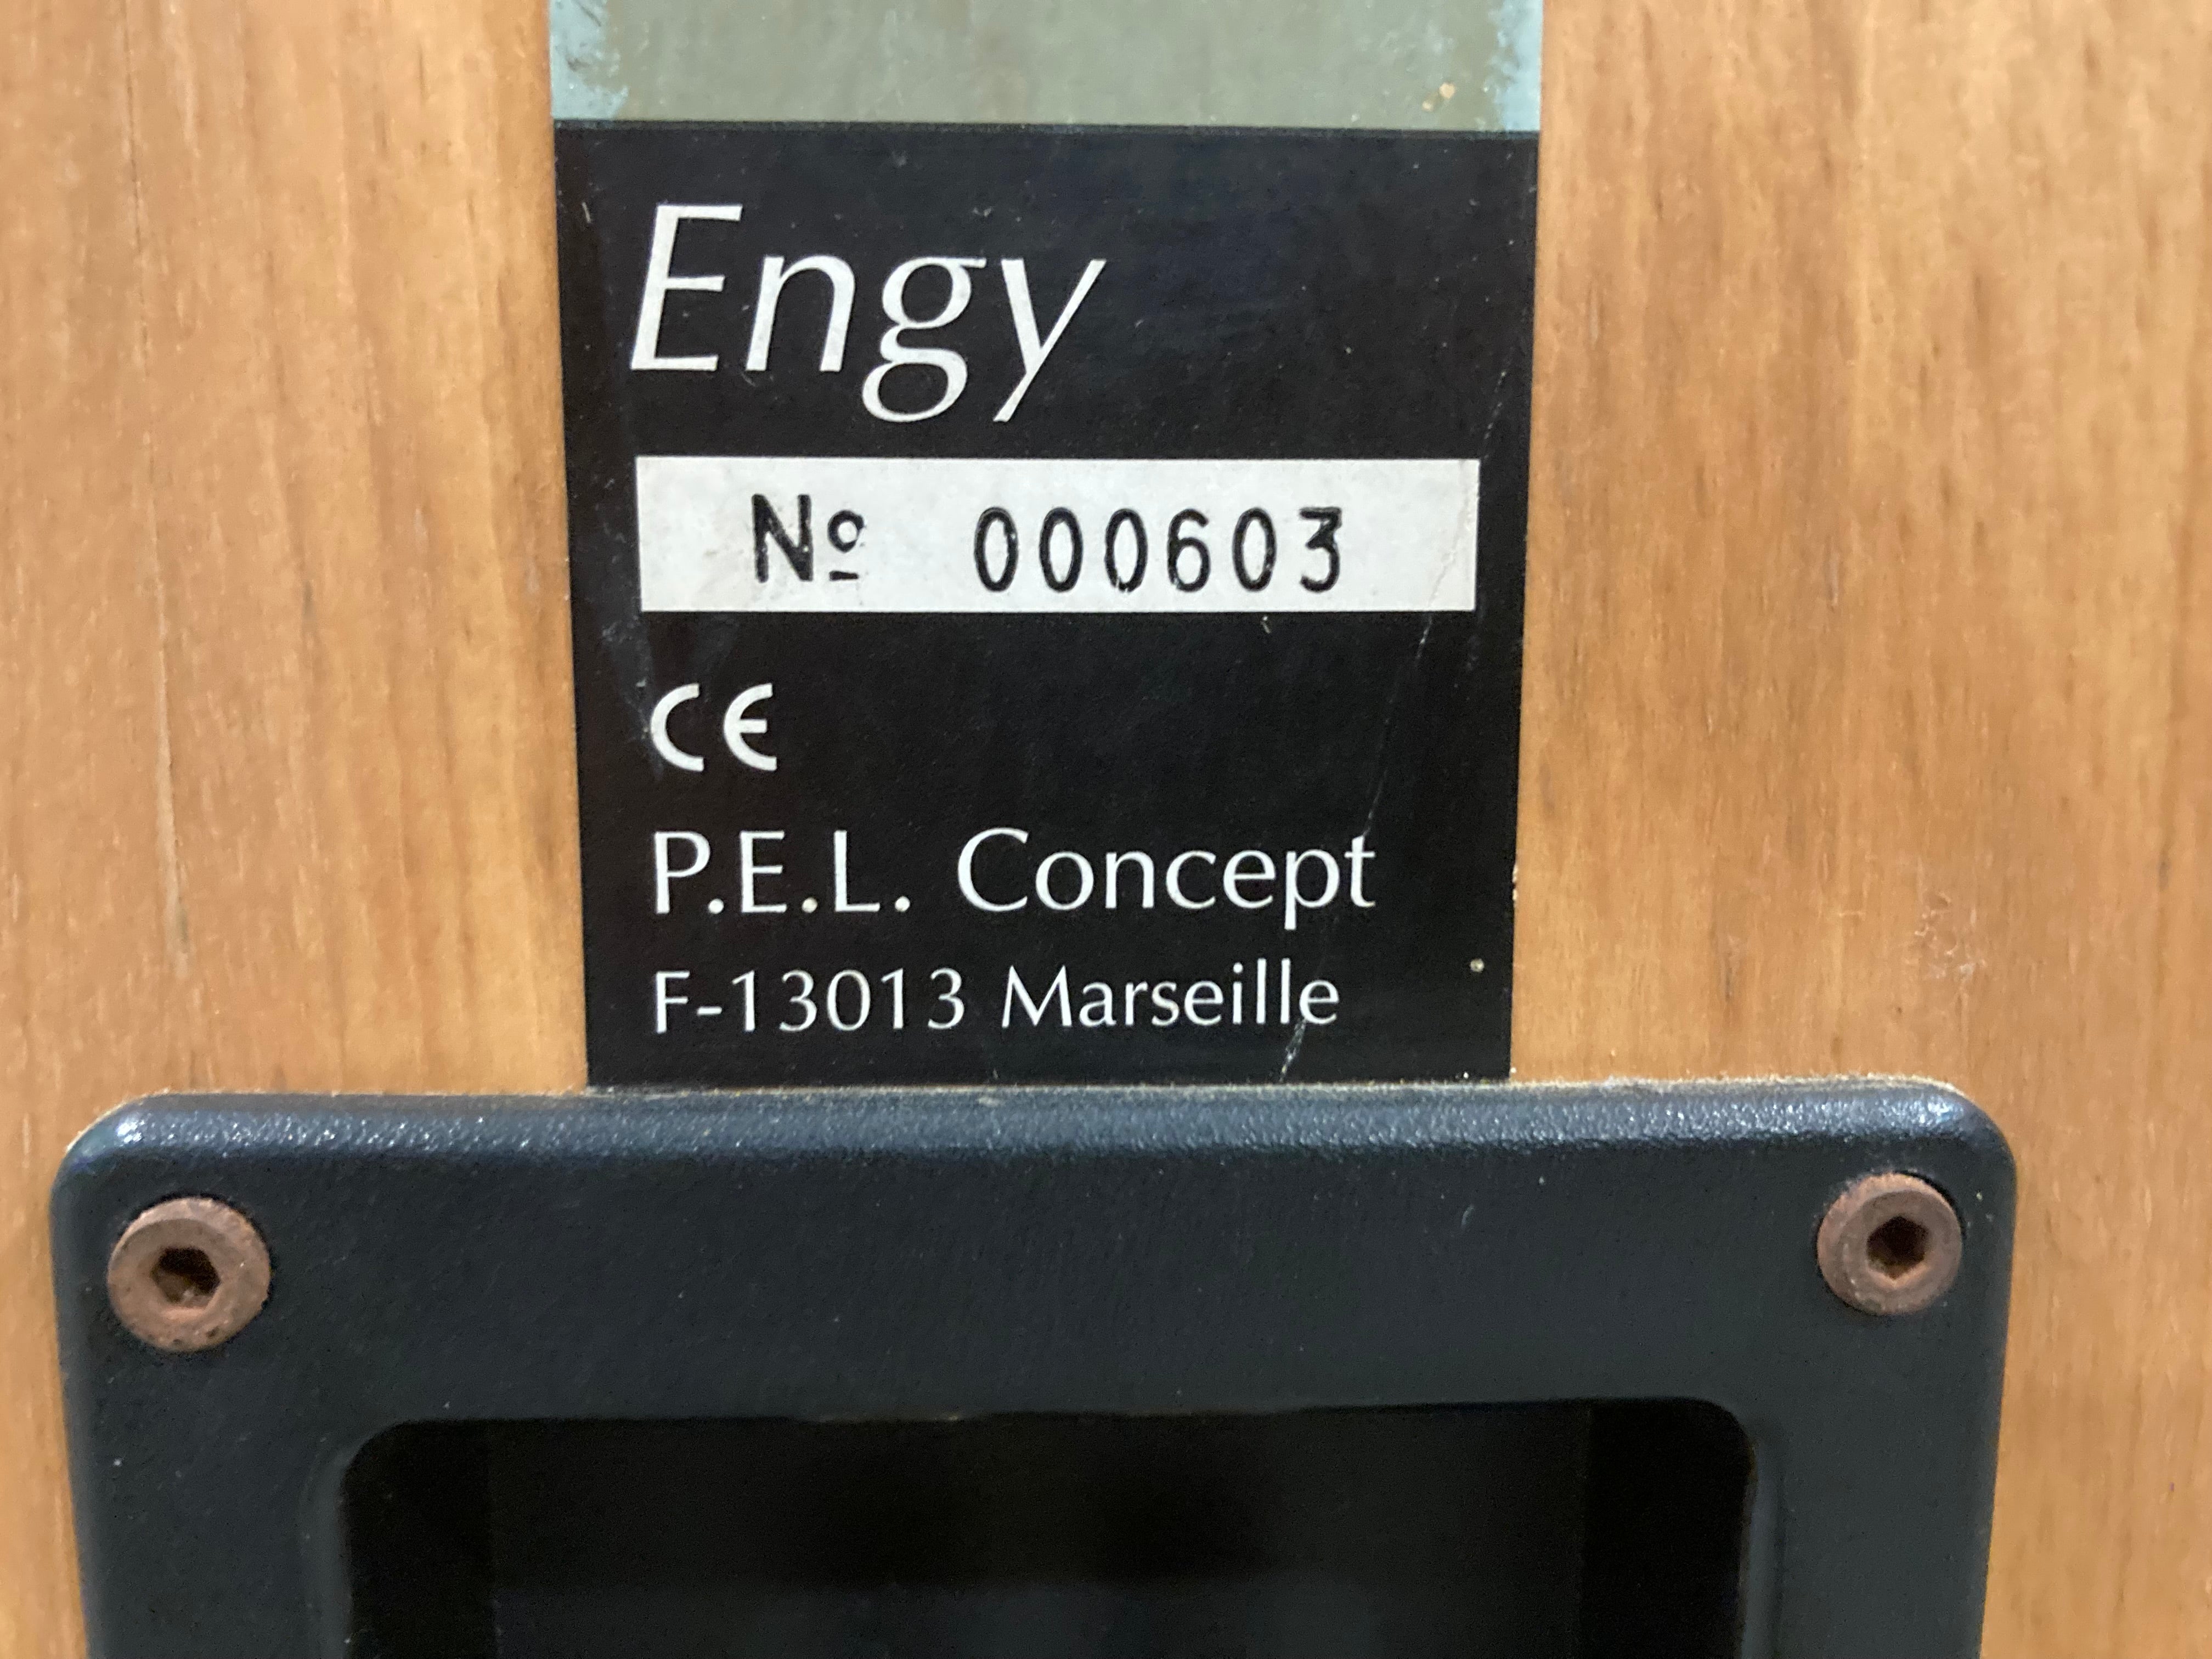 Engy
Nº 000603
CE
P.E.L. Concept
F-13013 Marseille